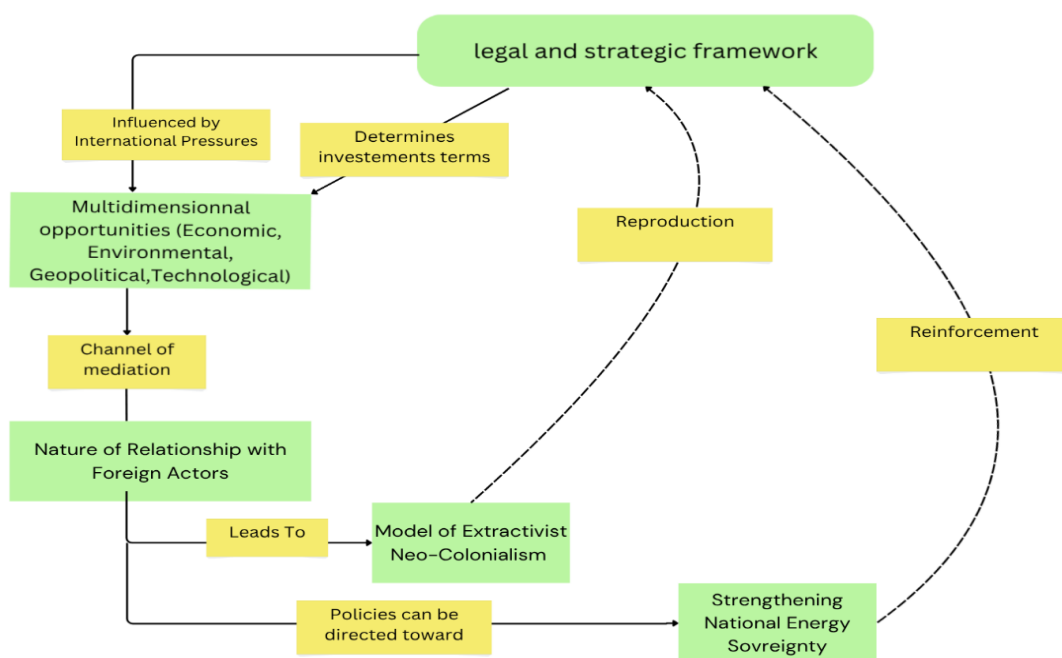 legal and strategic framework
Influenced by
International Pressures
Determines
investements terms
Multidimensionnal
opportunities (Economic,
Environmental,
Geopolitical,Technological)
Reproduction
Channel of
mediation
Reinforcement
Nature of Relationship with
Foreign Actors
Leads To
Model of Extractivist
Neo-Colonialism
Policies can be
directed toward
Strengthening
National Energy
Sovreignty